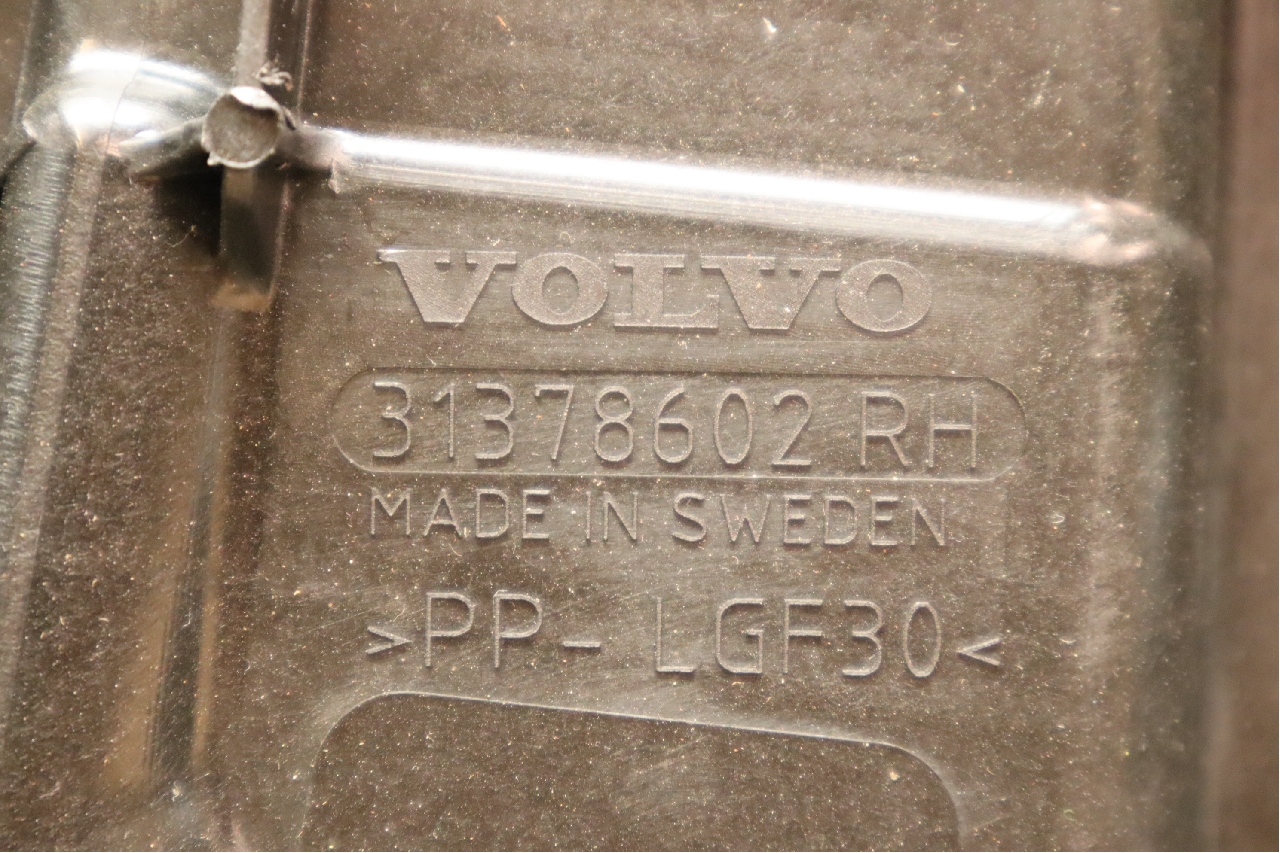 VOLVO
31378602 RH
MADE IN SWEDEN
>PP- LGF30<